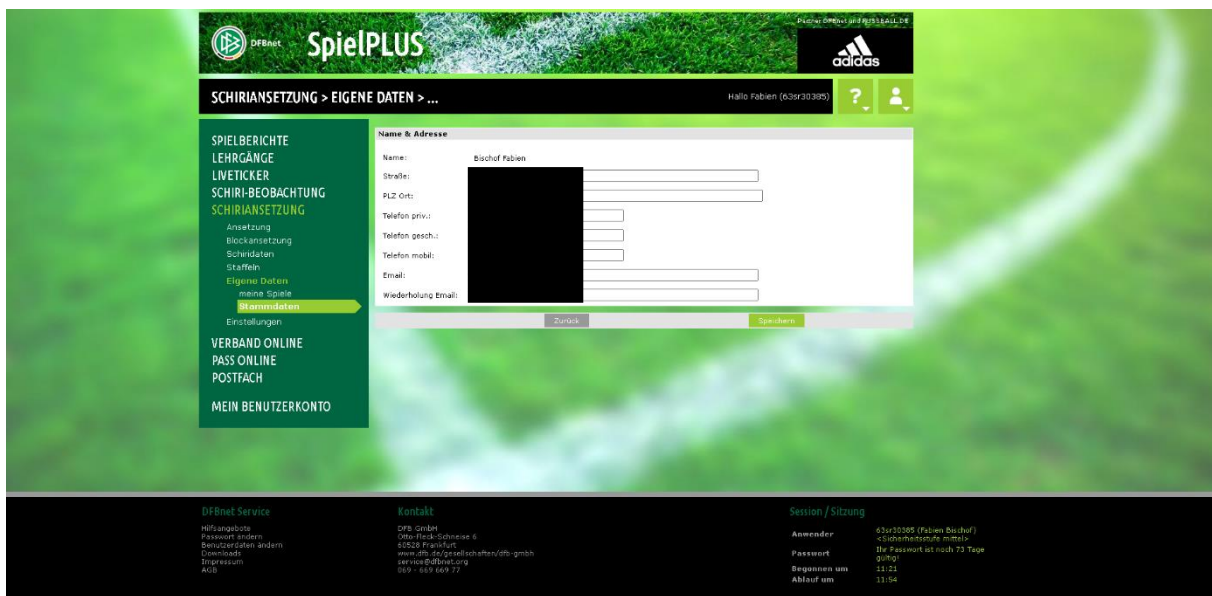 Partner DFBnet und FUSSBALL.DE
DFBnet SpielPLUS
adidas
SCHIRIANSETZUNG > EIGENE DATEN > ...
Hallo Fabien (63sr30385)
?
SPIELBERICHTE
LEHRGÄNGE
LIVETICKER
SCHIRI-BEOBACHTUNG
SCHIRIANSETZUNG
Ansetzung
Blockansetzung
Schiridaten
Staffeln
Eigene Daten
meine Spiele
Stammdaten
Einstellungen
VERBAND ONLINE
PASS ONLINE
POSTFACH
MEIN BENUTZERKONTO
Name & Adresse
Name: Bischof Fabien
Straße:
PLZ Ort:
Telefon priv.:
Telefon gesch.:
Telefon mobil:
Email:
Wiederholung Email:
Zurück
Speichern
DFBnet Service
Hilfsangebote
Passwort ändern
Benutzerdaten ändern
Downloads
Impressum
AGB
Kontakt
DFB GmbH
Otto-Fleck-Schneise 6
60528 Frankfurt
www.dfb.de/gesellschaften/dfb-gmbh
service@dfbnet.org
069 - 669 669 77
Session / Sitzung
Anwender 63sr30385 (Fabien Bischof)
<Sicherheitsstufe mittel>
Passwort Ihr Passwort ist noch 73 Tage
gültig!
Begonnen um 11:21
Ablauf um 11:54